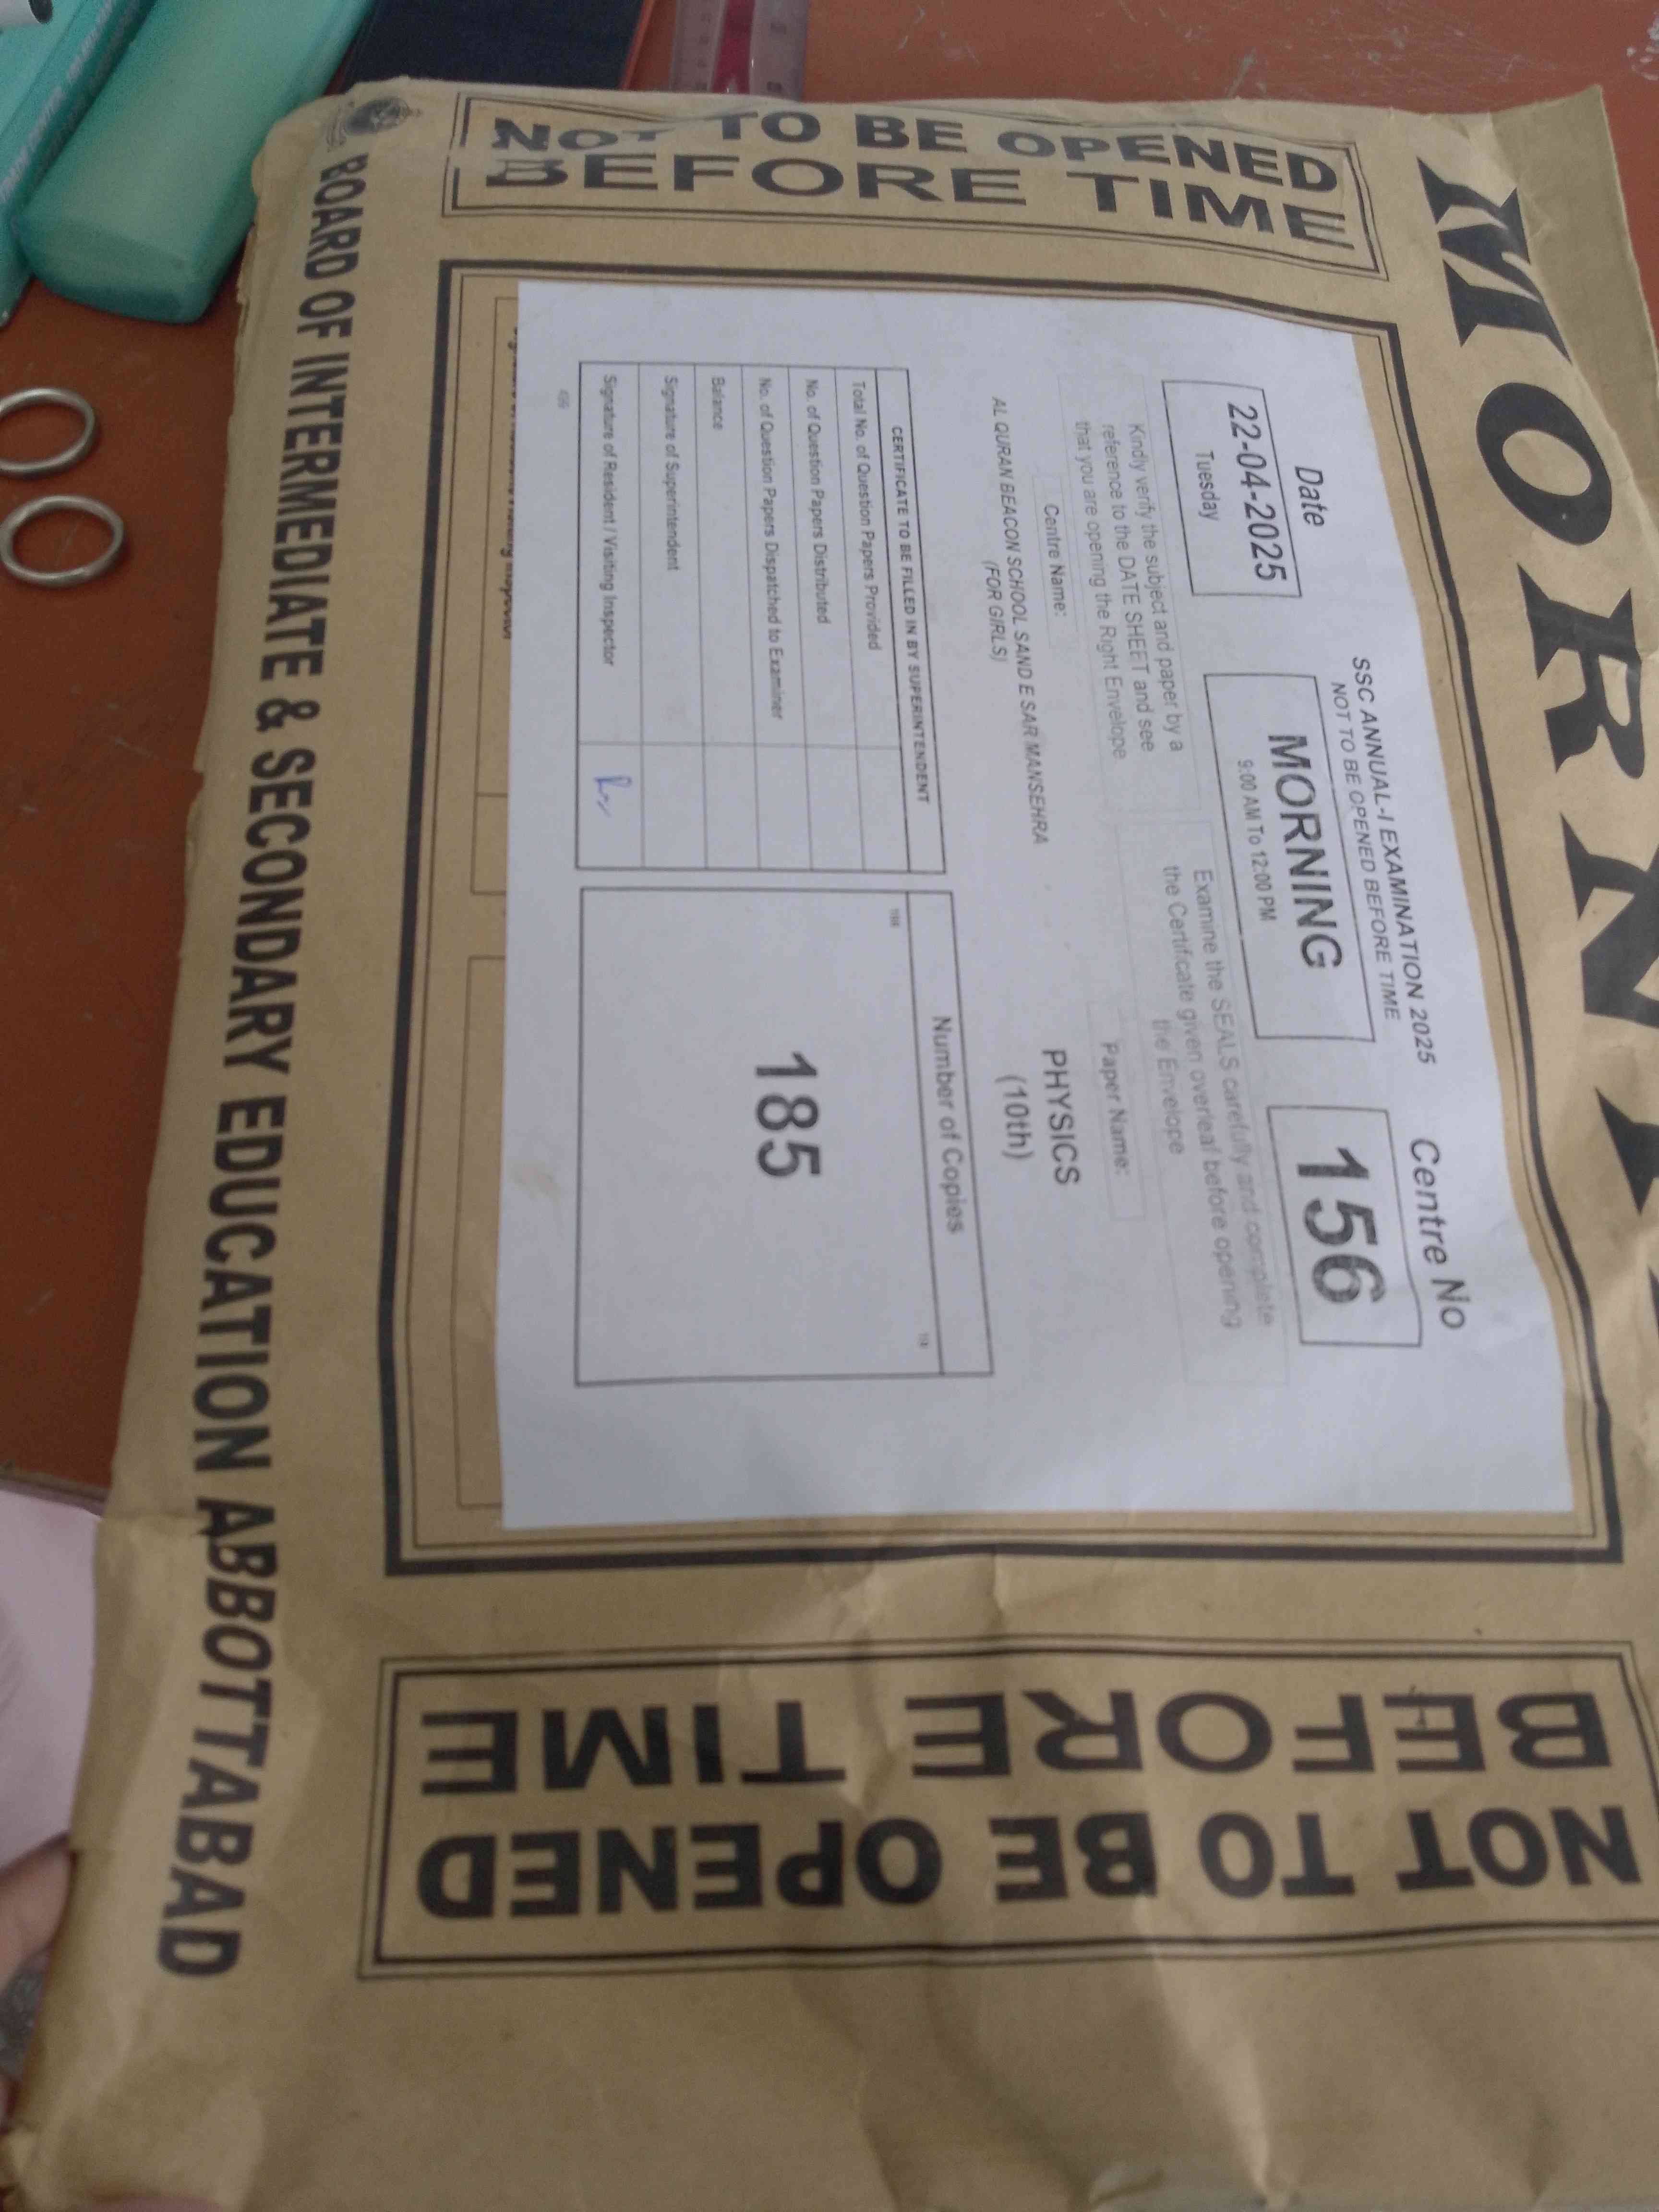 MORN
NOT TO BE OPENED
BEFORE TIME
SSC ANNUAL-I EXAMINATION 2025
NOT TO BE OPENED BEFORE TIME
Date
22-04-2025
Tuesday
MORNING
9:00 AM To 12:00 PM
Centre No
156
Kindly verify the subject and paper by a
reference to the DATE SHEET and see
that you are opening the Right Envelope
Examine the SEALS carefully and complete
the Certificate given overleaf before opening
the Envelope
Centre Name:
AL QURAN BEACON SCHOOL SAND E SAR MANSEHRA
(FOR GIRLS)
Paper Name:
PHYSICS
(10th)
CERTIFICATE TO BE FILLED IN BY SUPERINTENDENT
Total No. of Question Papers Provided
No. of Question Papers Distributed
No. of Question Papers Dispatched to Examiner
Balance
Signature of Superintendent
Signature of Resident / Visiting Inspector
Number of Copies
185
NOT TO BE OPENED
BEFORE TIME
BOARD OF INTERMEDIATE & SECONDARY EDUCATION ABBOTTABAD